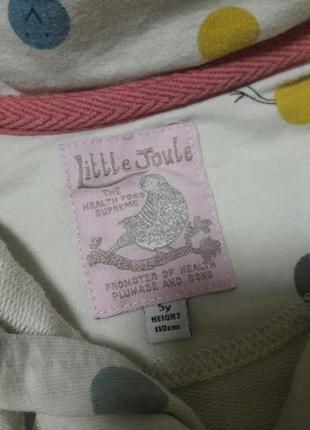 Little Joule
THE
HEALTH FOOD
SUPREME
PROMOTER OF HEALTH
PLUMAGE AND SONG
5y
HEIGHT
110cm